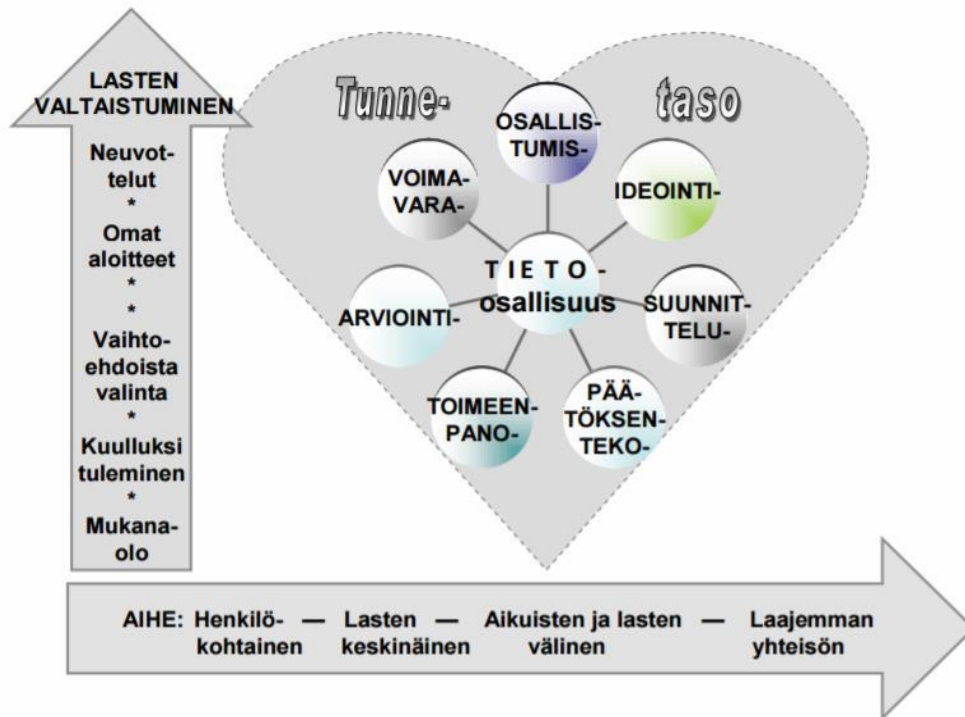 LASTEN
VALTAISTUMINEN
Neuvot-
telut
*
Omat
aloitteet
*
*
Vaihto-
ehdoista
valinta
*
Kuulluksi
tuleminen
*
Mukana-
olo
Tunne- taso
OSALLIS-
TUMIS-
VOIMA-
VARA-
IDEOINTI-
TIETO-
osallisuus
ARVIOINTI-
SUUNNIT-
TELU-
TOIMEEN-
PANO-
PÄÄ-
TÖKSEN-
TEKO-
AIHE: Henkilö- — Lasten — Aikuisten ja lasten — Laajemman
kohtainen keskinäinen välinen yhteisön